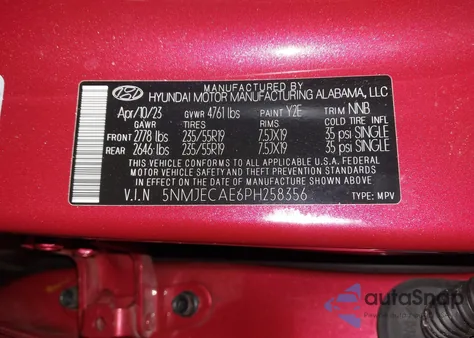 MANUFACTURED BY
HYUNDAI MOTOR MANUFACTURING ALABAMA, LLC
Apr/10/23 GVWR 4761 lbs PAINT Y2E TRIM NNB
GAWR TIRES RIMS COLD TIRE INFL
FRONT 2778 lbs 235/55R19 7.5JX19 35 psi SINGLE
REAR 2646 lbs 235/55R19 7.5JX19 35 psi SINGLE
THIS VEHICLE CONFORMS TO ALL APPLICABLE U.S.A. FEDERAL
MOTOR VEHICLE SAFETY AND THEFT PREVENTION STANDARDS
IN EFFECT ON THE DATE OF MANUFACTURE SHOWN ABOVE.
V.I.N 5NMJECAE6PH258356 TYPE: MPV
autoSnap